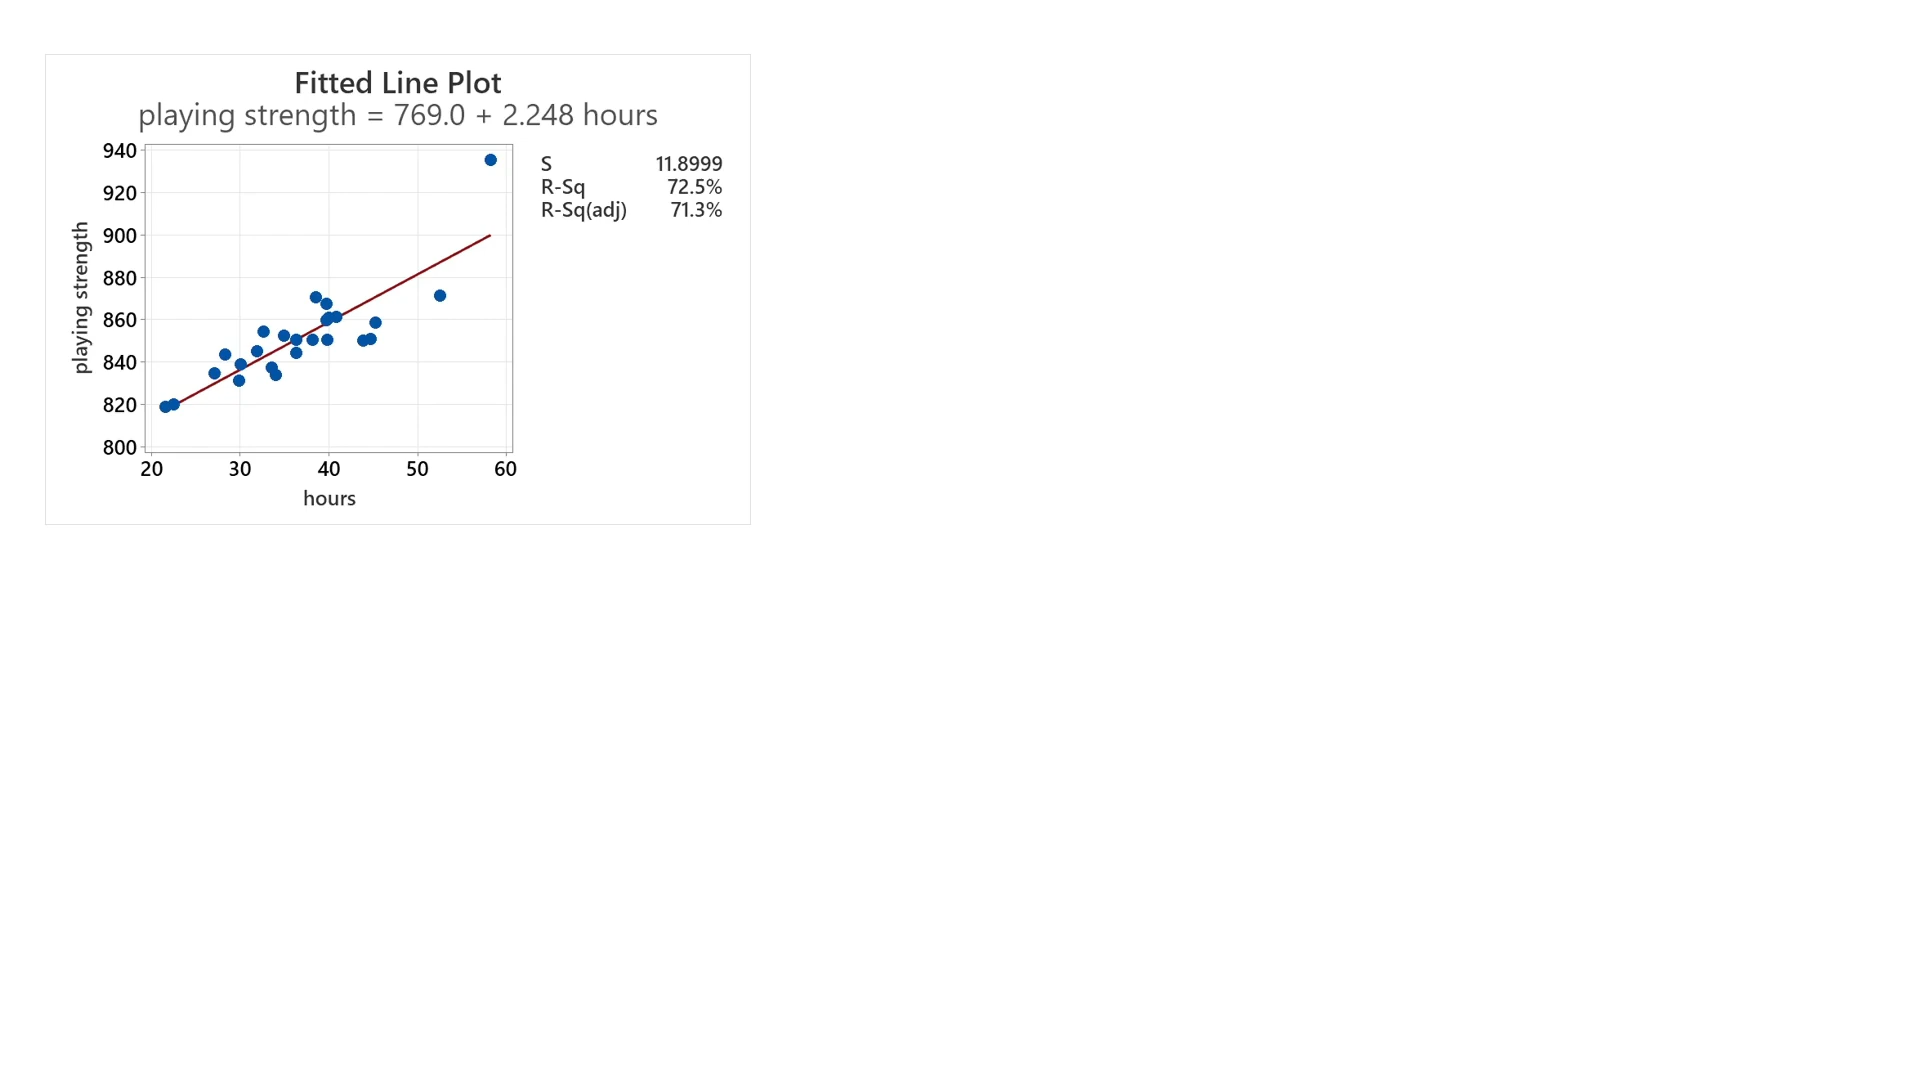 Fitted Line Plot
playing strength = 769.0 + 2.248 hours
940
920
900
880
860
840
820
800
playing strength
20 30 40 50 60
hours
S 11.8999
R-Sq 72.5%
R-Sq(adj) 71.3%